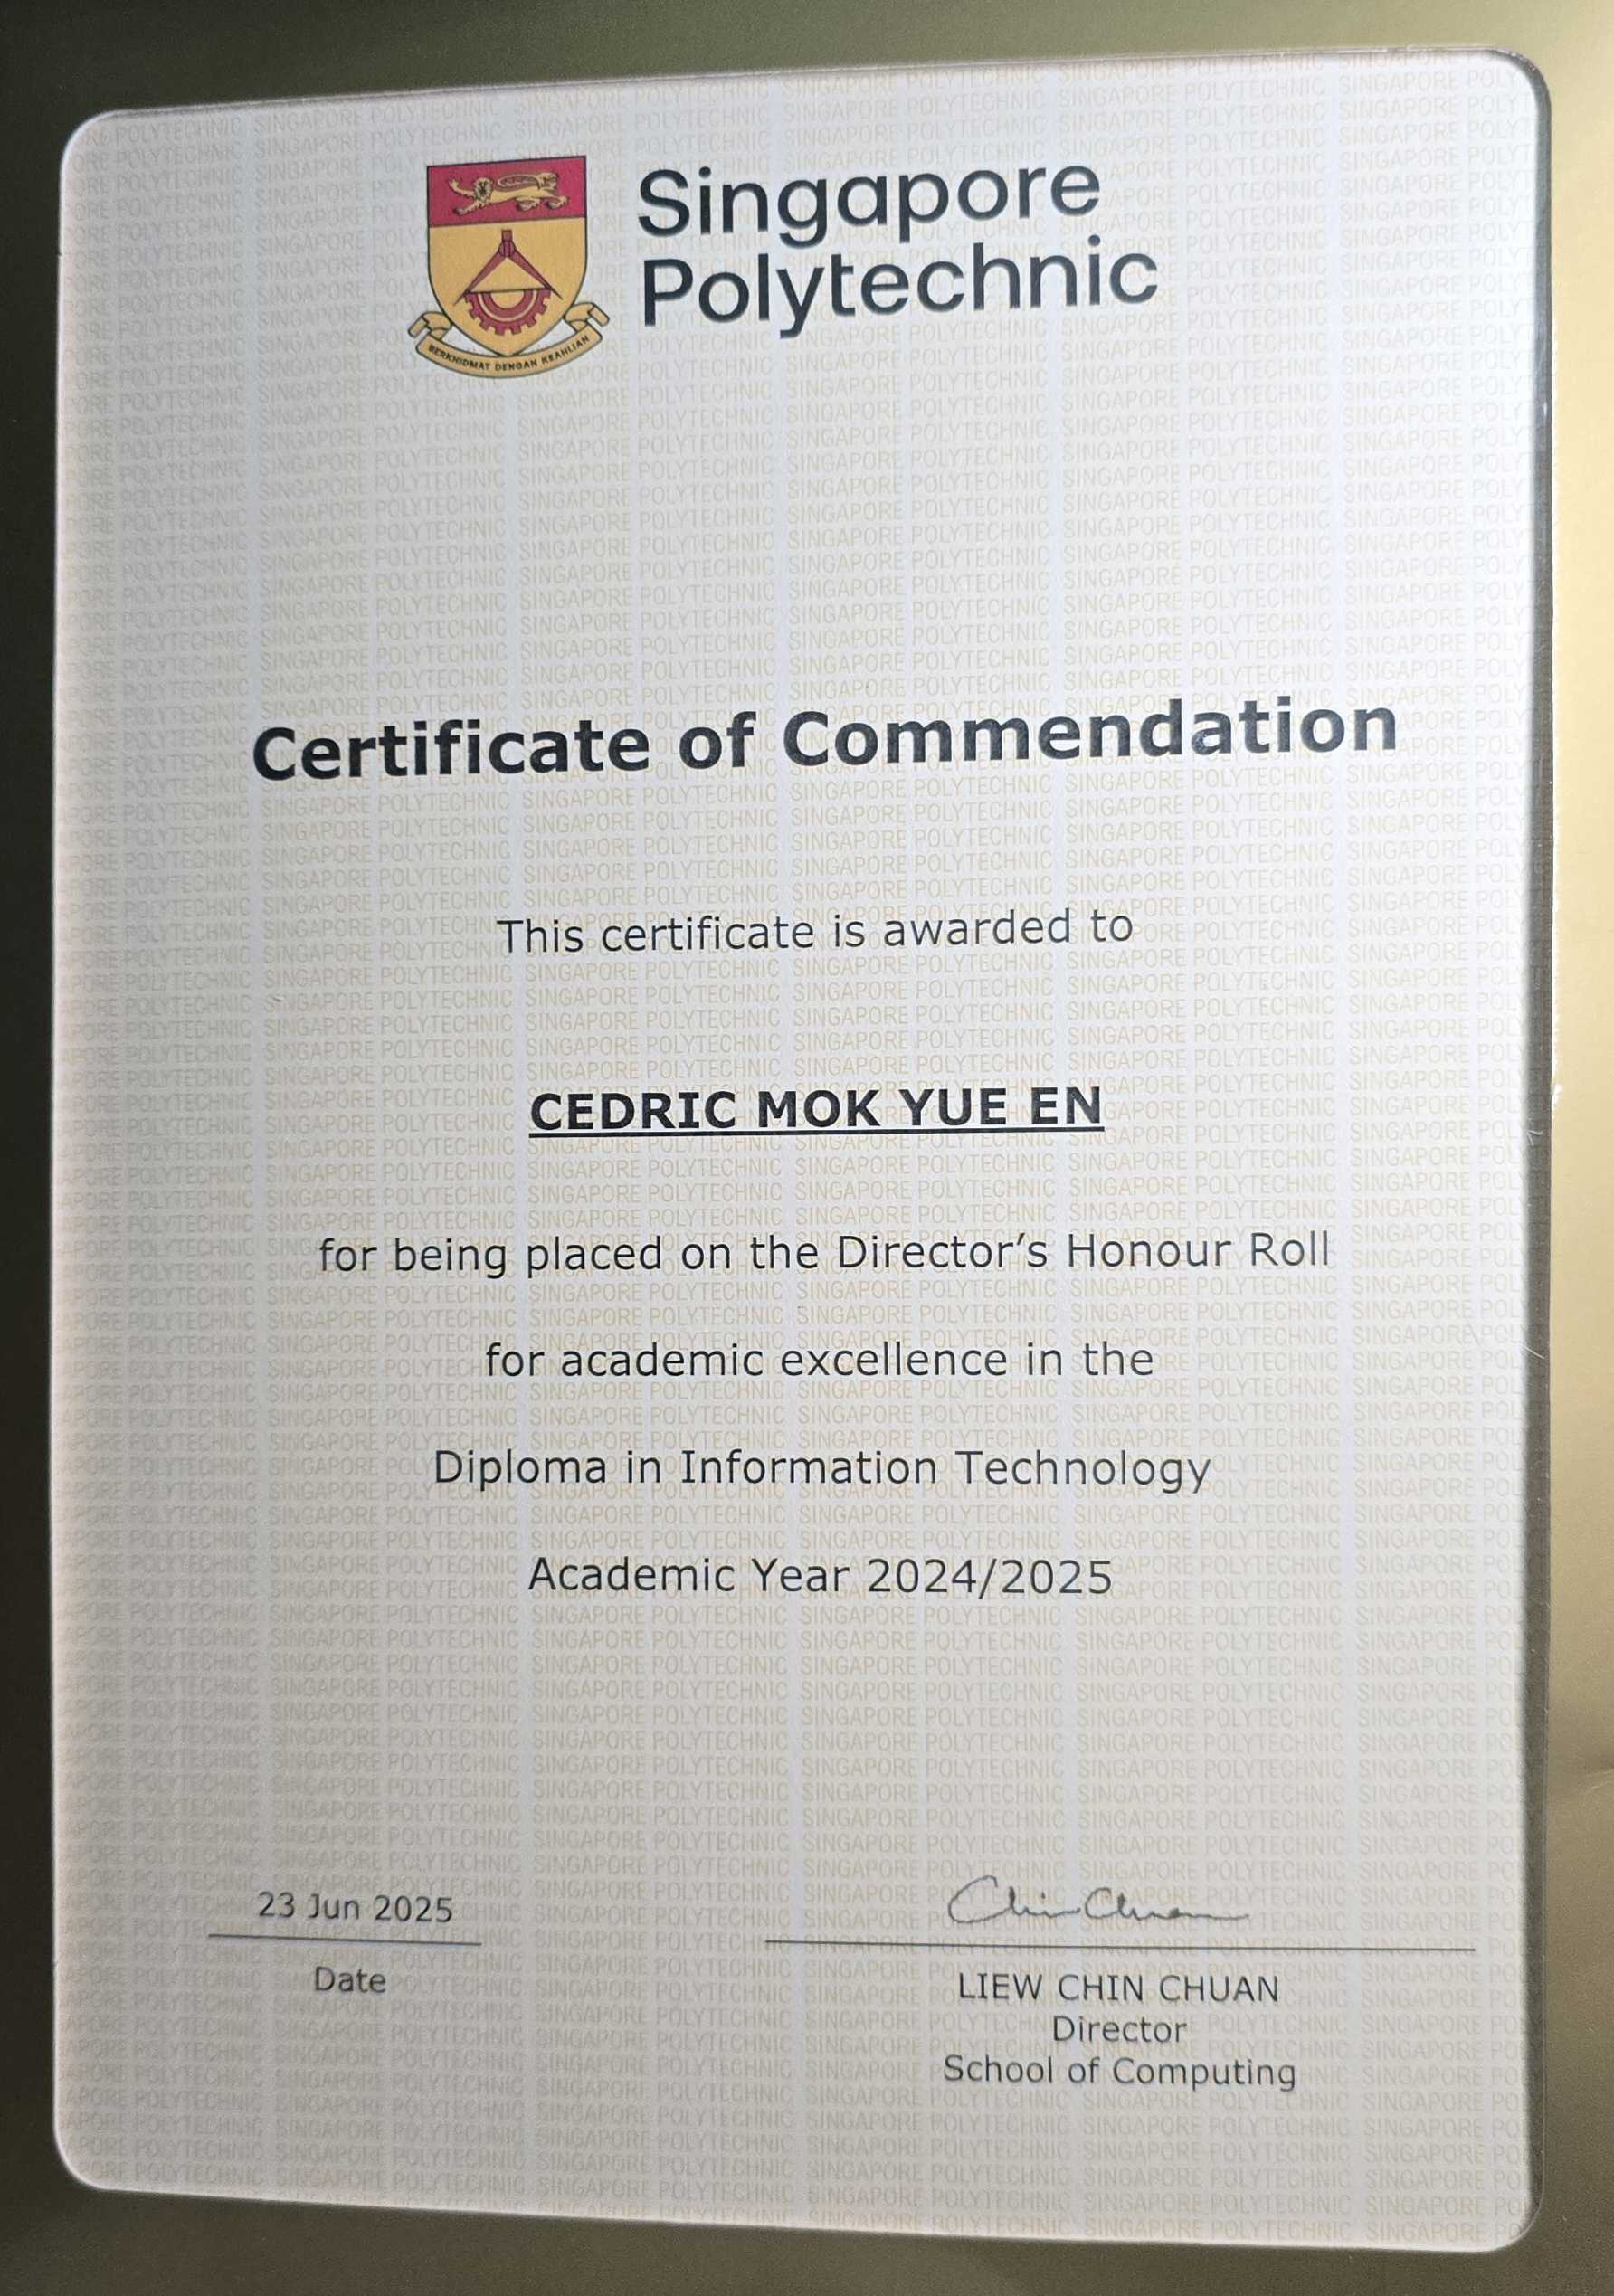 Singapore
Polytechnic
BERKHIDMAT DENGAN KEAHLIAN
Certificate of Commendation
This certificate is awarded to
CEDRIC MOK YUE EN
for being placed on the Director’s Honour Roll
for academic excellence in the
Diploma in Information Technology
Academic Year 2024/2025
23 Jun 2025
Date
Chin Chuan
LIEW CHIN CHUAN
Director
School of Computing